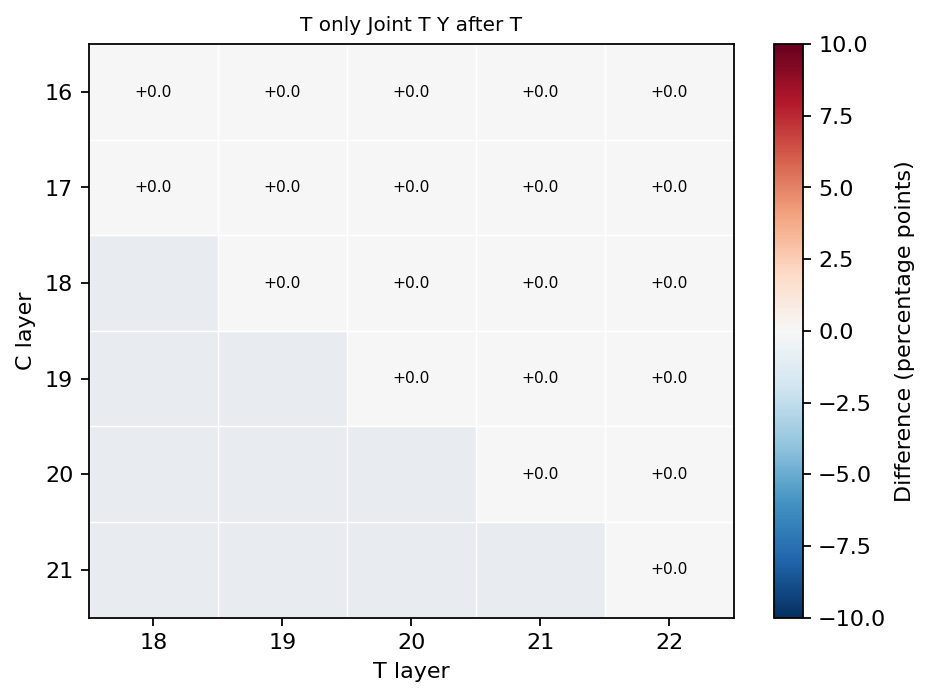 T only Joint T Y after T
16 +0.0 +0.0 +0.0 +0.0 +0.0
17 +0.0 +0.0 +0.0 +0.0 +0.0
18 +0.0 +0.0 +0.0 +0.0
19 +0.0 +0.0 +0.0
20 +0.0 +0.0
21 +0.0
18 19 20 21 22
T layer
C layer
10.0
7.5
5.0
2.5
0.0
−2.5
−5.0
−7.5
−10.0
Difference (percentage points)